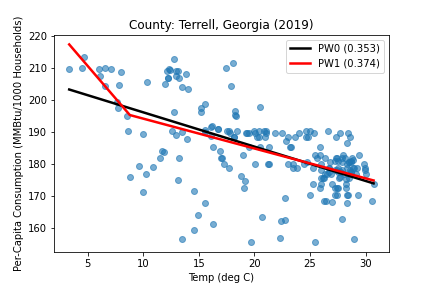 County: Terrell, Georgia (2019)
PW0 (0.353)
PW1 (0.374)
Per-Capita Consumption (MMBtu/1000 Households)
220
210
200
190
180
170
160
5 10 15 20 25 30
Temp (deg C)